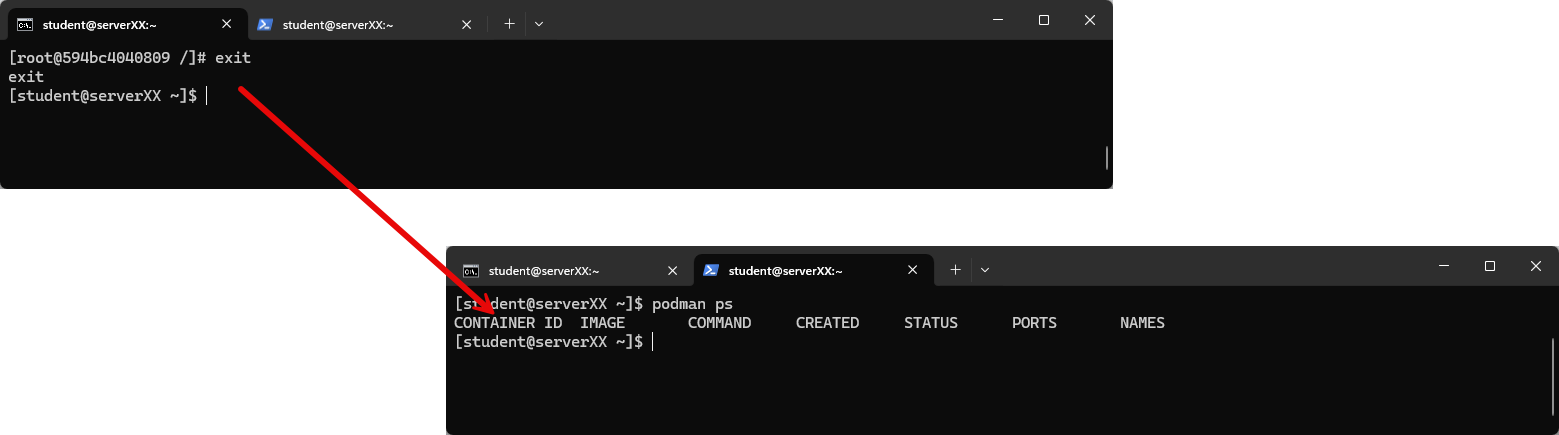 student@serverXX:~ student@serverXX:~
[root@594bc4040809 /]# exit
exit
[student@serverXX ~]$
student@serverXX:~ student@serverXX:~
[student@serverXX ~]$ podman ps
CONTAINER ID  IMAGE       COMMAND     CREATED     STATUS      PORTS       NAMES
[student@serverXX ~]$